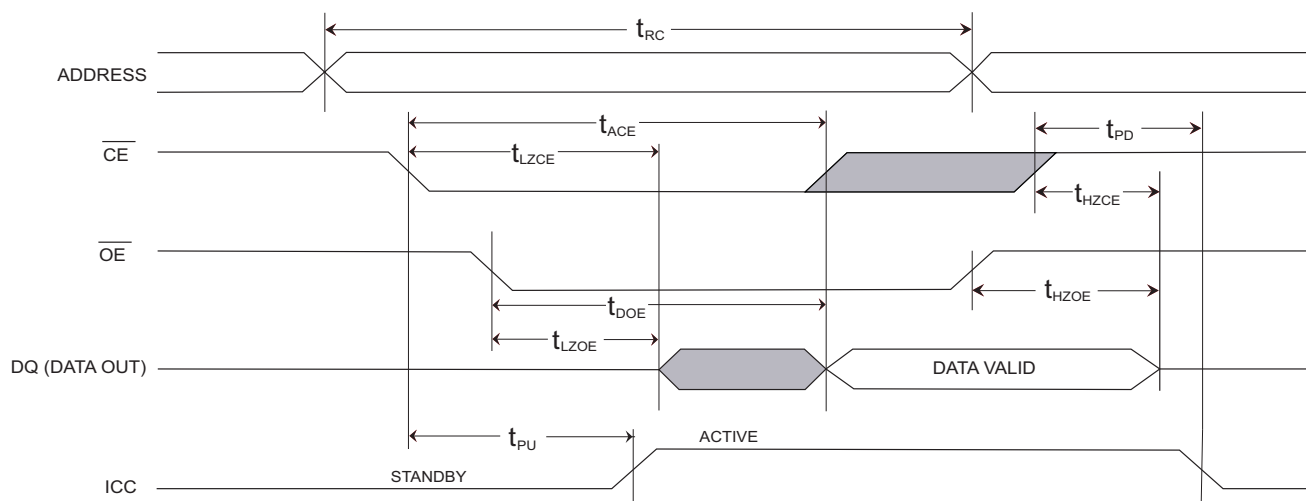 tRC
ADDRESS
tACE
tPD
CE
tLZCE
tHZCE
OE
tHZOE
tDOE
tLZOE
DQ (DATA OUT)
DATA VALID
tPU
ACTIVE
STANDBY
ICC